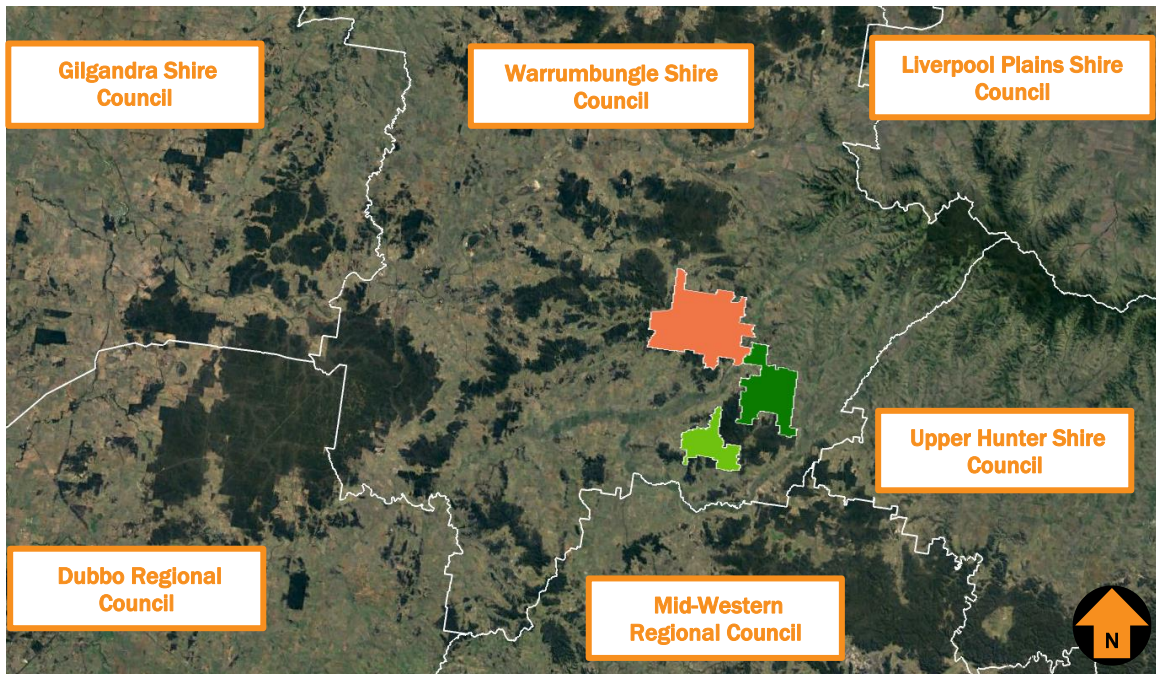 Gilgandra Shire
Council
Warrumbungle Shire
Council
Liverpool Plains Shire
Council
Upper Hunter Shire
Council
Dubbo Regional
Council
Mid-Western
Regional Council
N